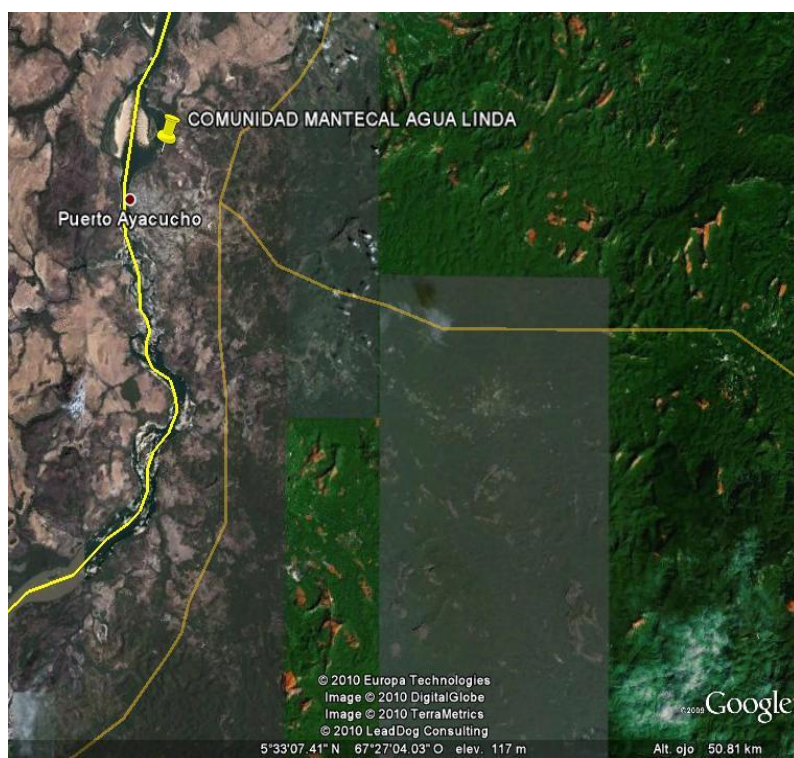 COMUNIDAD MANTECAL AGUA LINDA
Puerto Ayacucho
© 2010 Europa Technologies
Image © 2010 DigitalGlobe
Image © 2010 TerraMetrics
© 2010 LeadDog Consulting
©2009 Google
5°33'07.41" N 67°27'04.03" O elev. 117 m Alt. ojo 50.81 km